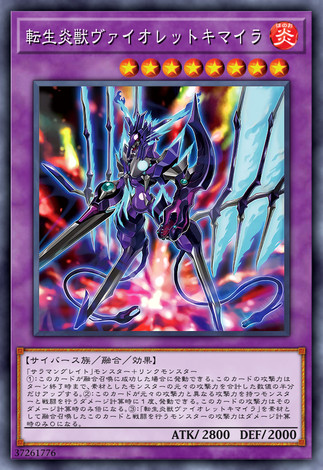 転生炎獣ヴァイオレットキマイラ
炎
【サイバース族/融合/効果】
「サラマングレイト」モンスター+リンクモンスター
①:このカードが融合召喚に成功した場合に発動できる。このカードの攻撃力は
ターン終了時まで、素材としたモンスターの元々の攻撃力を合計した数値の半分
だけアップする。②:このカードが元々の攻撃力と異なる攻撃力を持つモンス
ターと戦闘を行うダメージ計算時に1度、発動できる。このカードの攻撃力はその
ダメージ計算時のみ倍になる。③:「転生炎獣ヴァイオレットキマイラ」を素材と
して融合召喚したこのカードと戦闘を行うモンスターの攻撃力はダメージ計算
時のみ0になる。
ATK/ 2800 DEF/2000
37261776